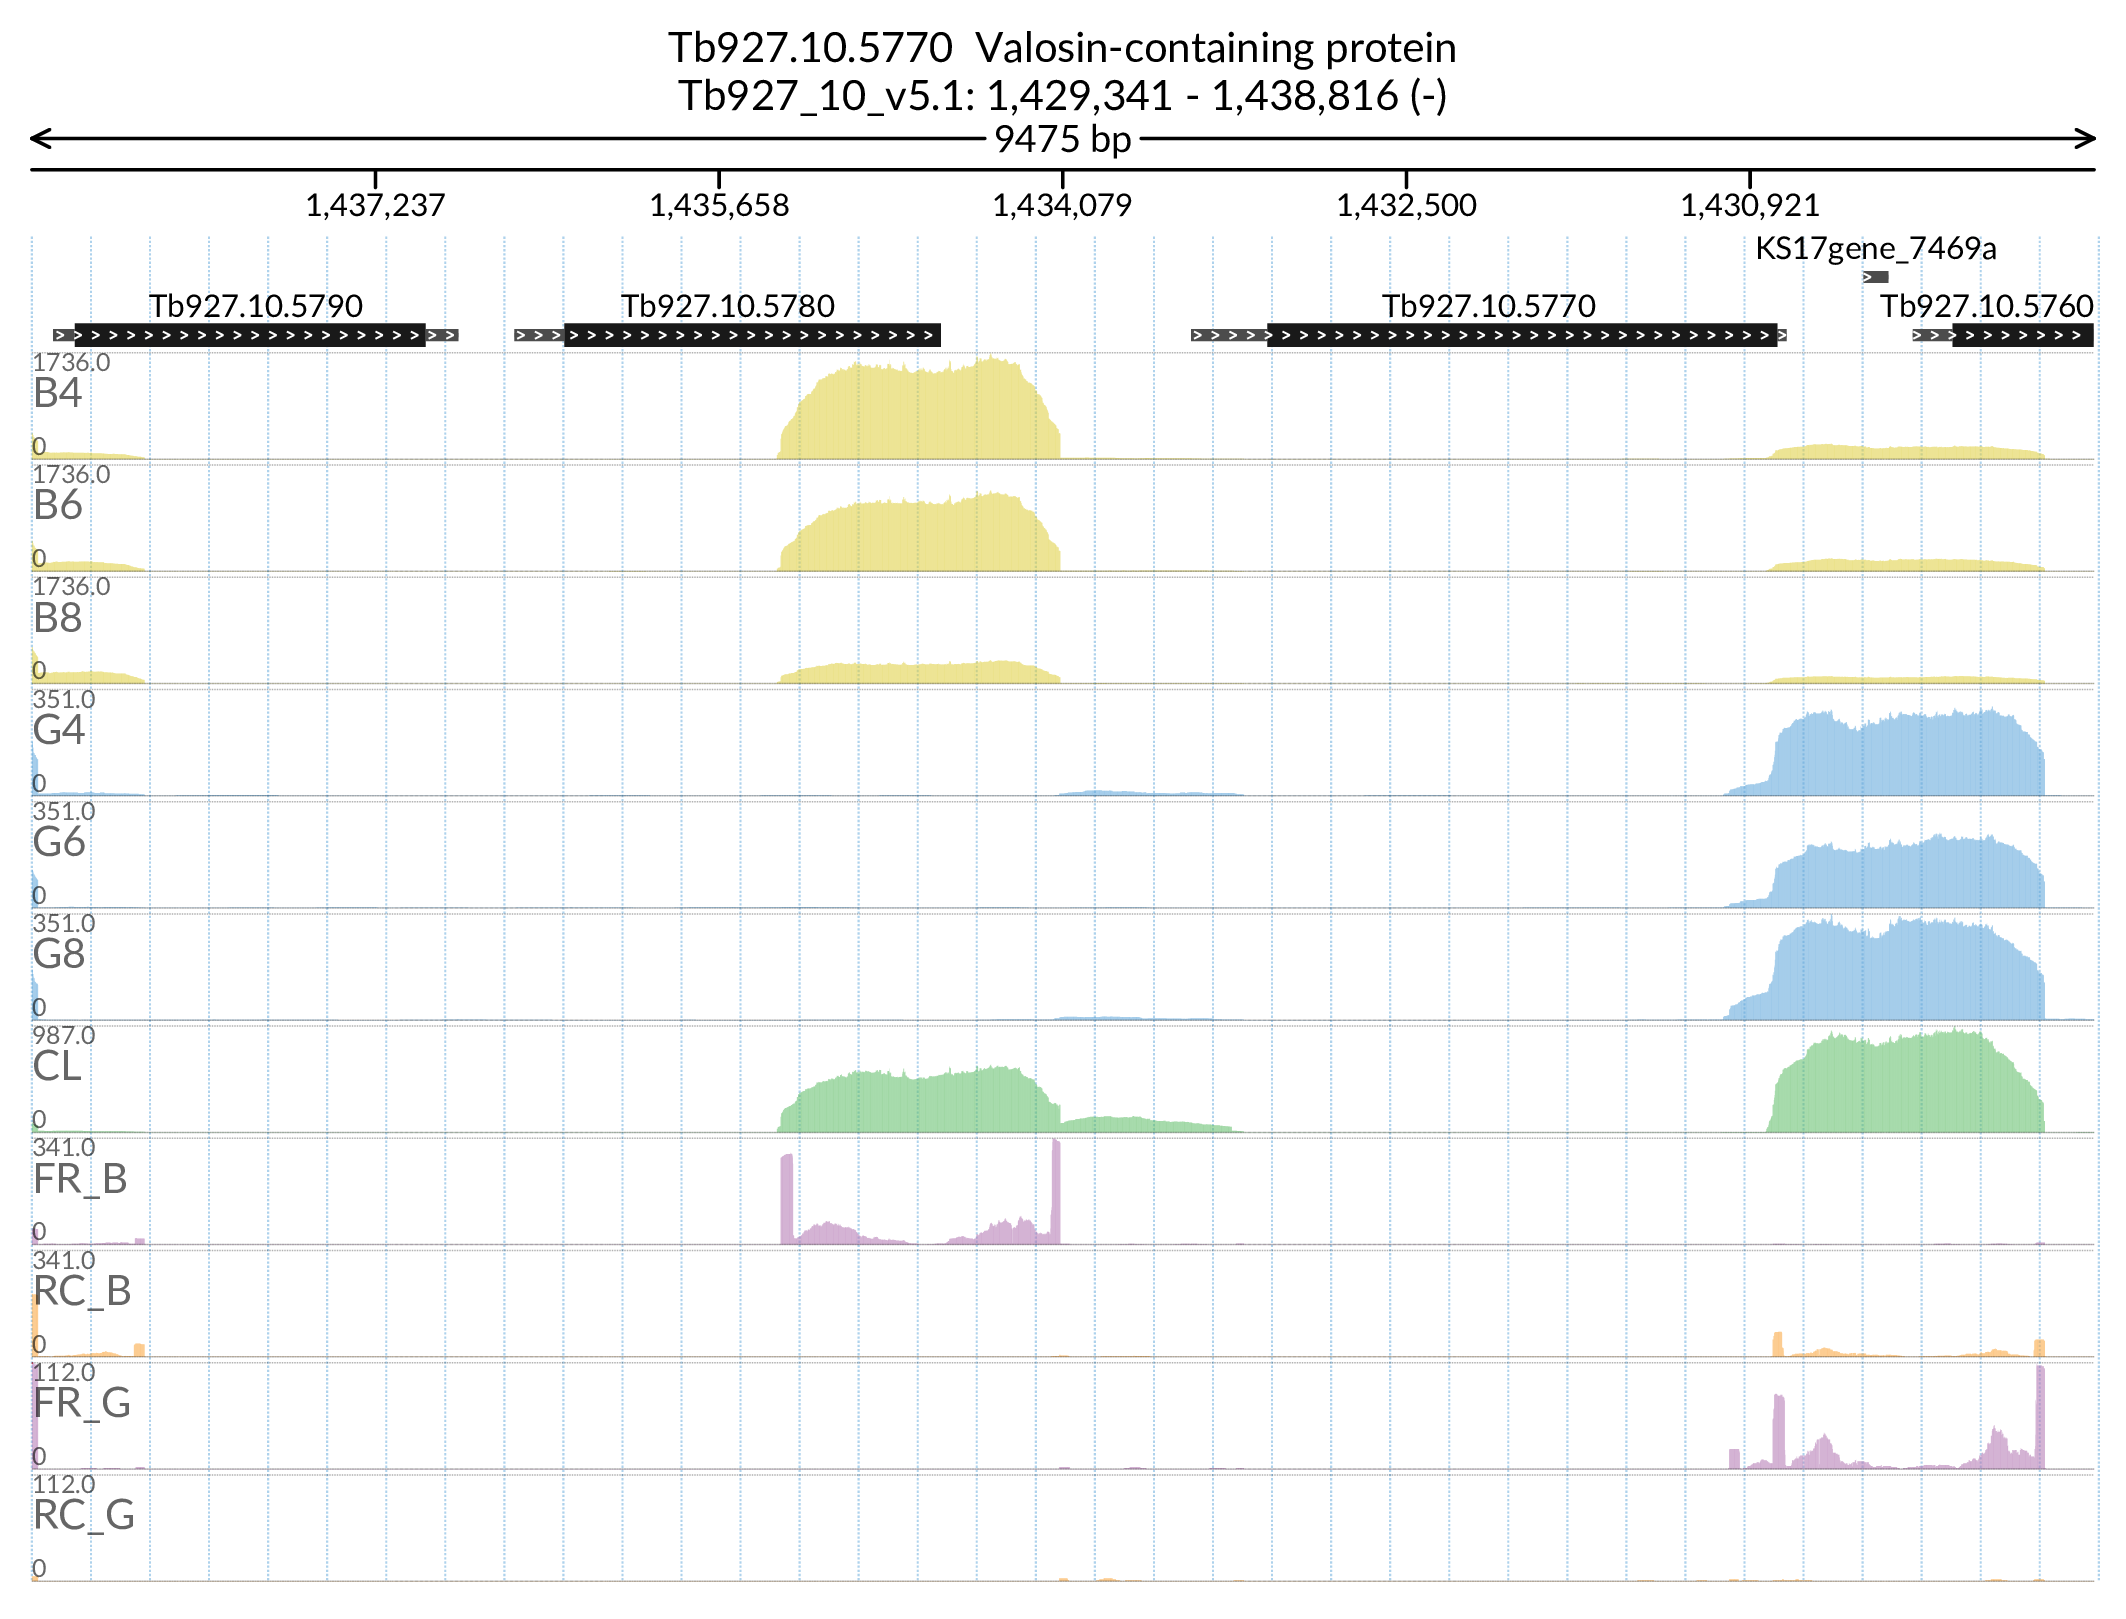 Tb927.10.5770 Valosin-containing protein
Tb927_10_v5.1: 1,429,341 - 1,438,816 (-)
9475 bp
1,437,237 1,435,658 1,434,079 1,432,500 1,430,921
KS17gene_7469a
Tb927.10.5790 Tb927.10.5780 Tb927.10.5770 Tb927.10.5760
1736.0
B4
0
1736.0
B6
0
1736.0
B8
0
351.0
G4
0
351.0
G6
0
351.0
G8
0
987.0
CL
0
341.0
FR_B
0
341.0
RC_B
0
112.0
FR_G
0
112.0
RC_G
0